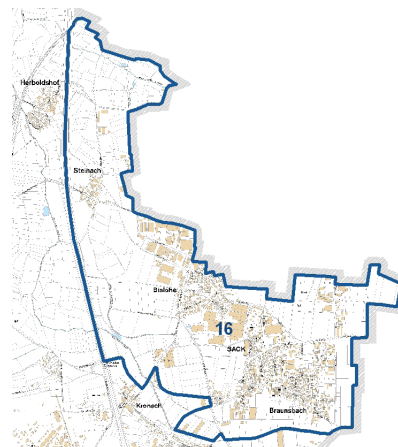 Herboldshof
Steinach
Bislohe
16
SACK
Kronach
Braunsbach